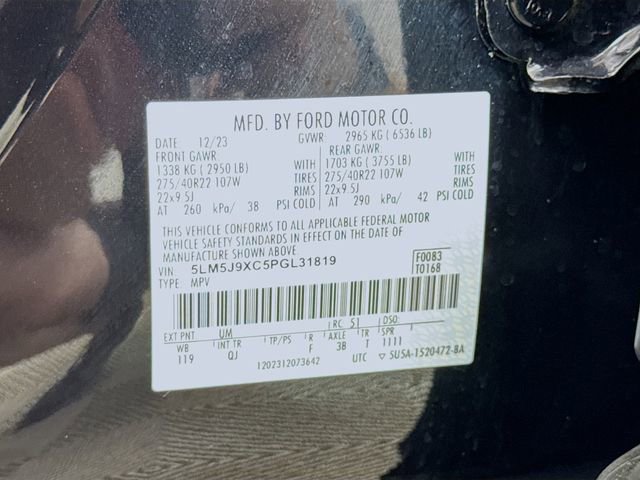 MFD. BY FORD MOTOR CO.
DATE 12/23 GVWR 2965 KG ( 6536 LB)
FRONT GAWR: REAR GAWR:
1338 KG ( 2950 LB) WITH 1703 KG ( 3755 LB) WITH
275/40R22 107W TIRES 275/40R22 107W TIRES
22x9 5J RIMS 22x9 5J RIMS
AT 260 kPa/ 38 PSI COLD AT 290 kPa/ 42 PSI COLD
THIS VEHICLE CONFORMS TO ALL APPLICABLE FEDERAL MOTOR
VEHICLE SAFETY STANDARDS IN EFFECT ON THE DATE OF
MANUFACTURE SHOWN ABOVE.
VIN 5LM5J9XC5PGL31819 F0083
TYPE MPV T0168
EXT PNT UM RC 51 DSO:
WB INT TR TP/PS R AXLE TR SPR
119 QJ F 3B T 1111
1202312073642 UTC ▽ SU5A-1520472-BA